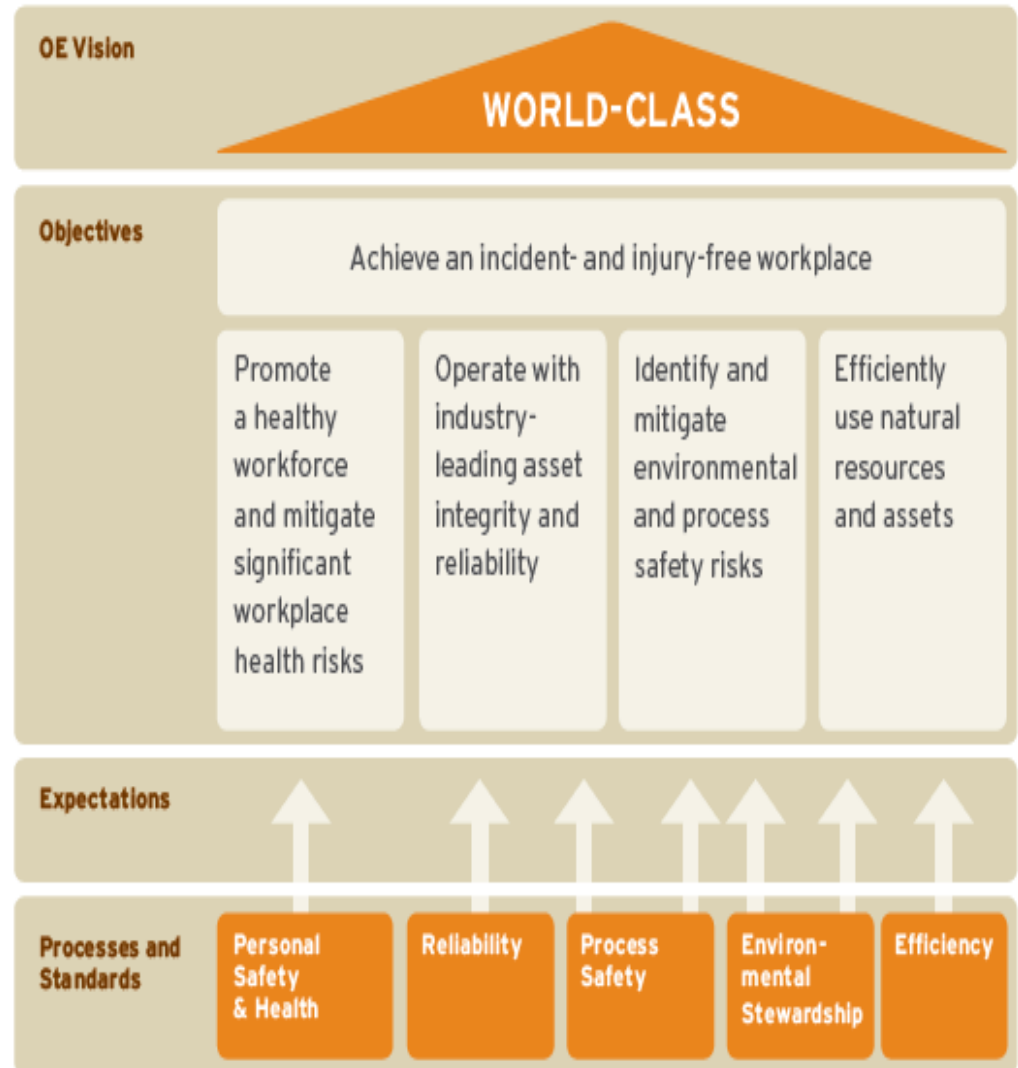 OE Vision
WORLD-CLASS
Objectives
Achieve an incident- and injury-free workplace
Promote
a healthy
workforce
and mitigate
significant
workplace
health risks
Operate with
industry-
leading asset
integrity and
reliability
Identify and
mitigate
environmental
and process
safety risks
Efficiently
use natural
resources
and assets
Expectations
Processes and
Standards
Personal
Safety
& Health
Reliability
Process
Safety
Environ-
mental
Stewardship
Efficiency